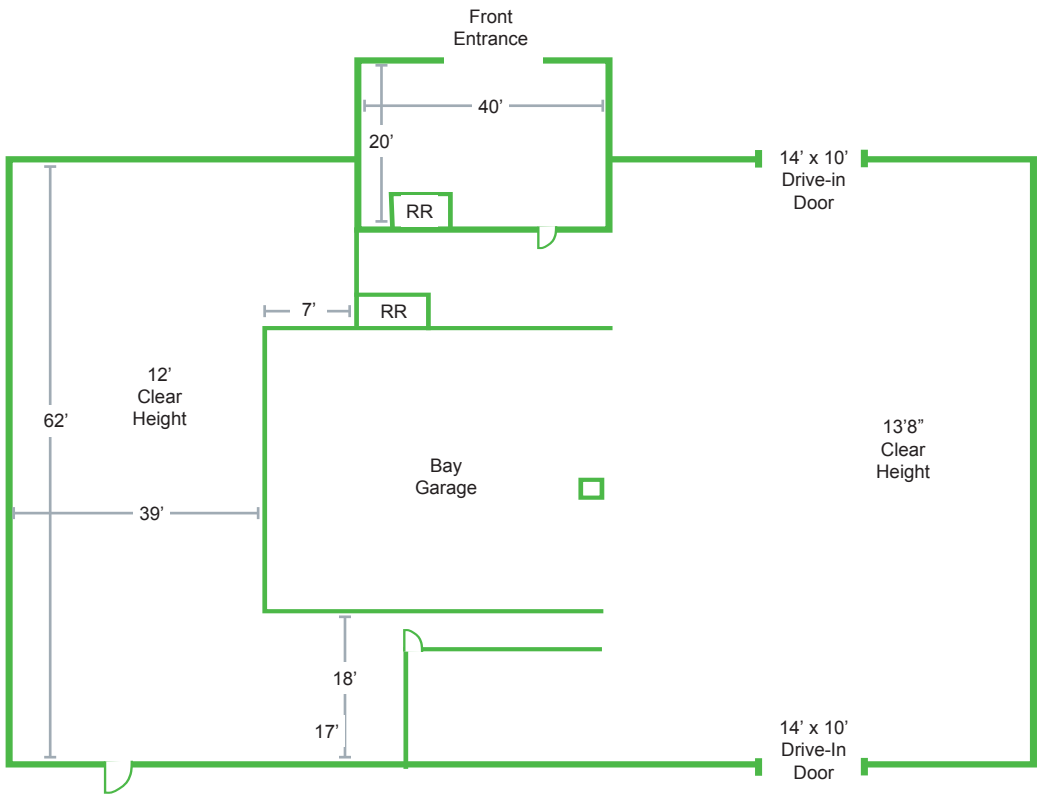 Front
Entrance
40’
20’
14’ x 10’
Drive-in
Door
RR
7’
RR
12’
Clear
Height
62’
13’8”
Clear
Height
Bay
Garage
39’
18’
17’
14’ x 10’
Drive-In
Door